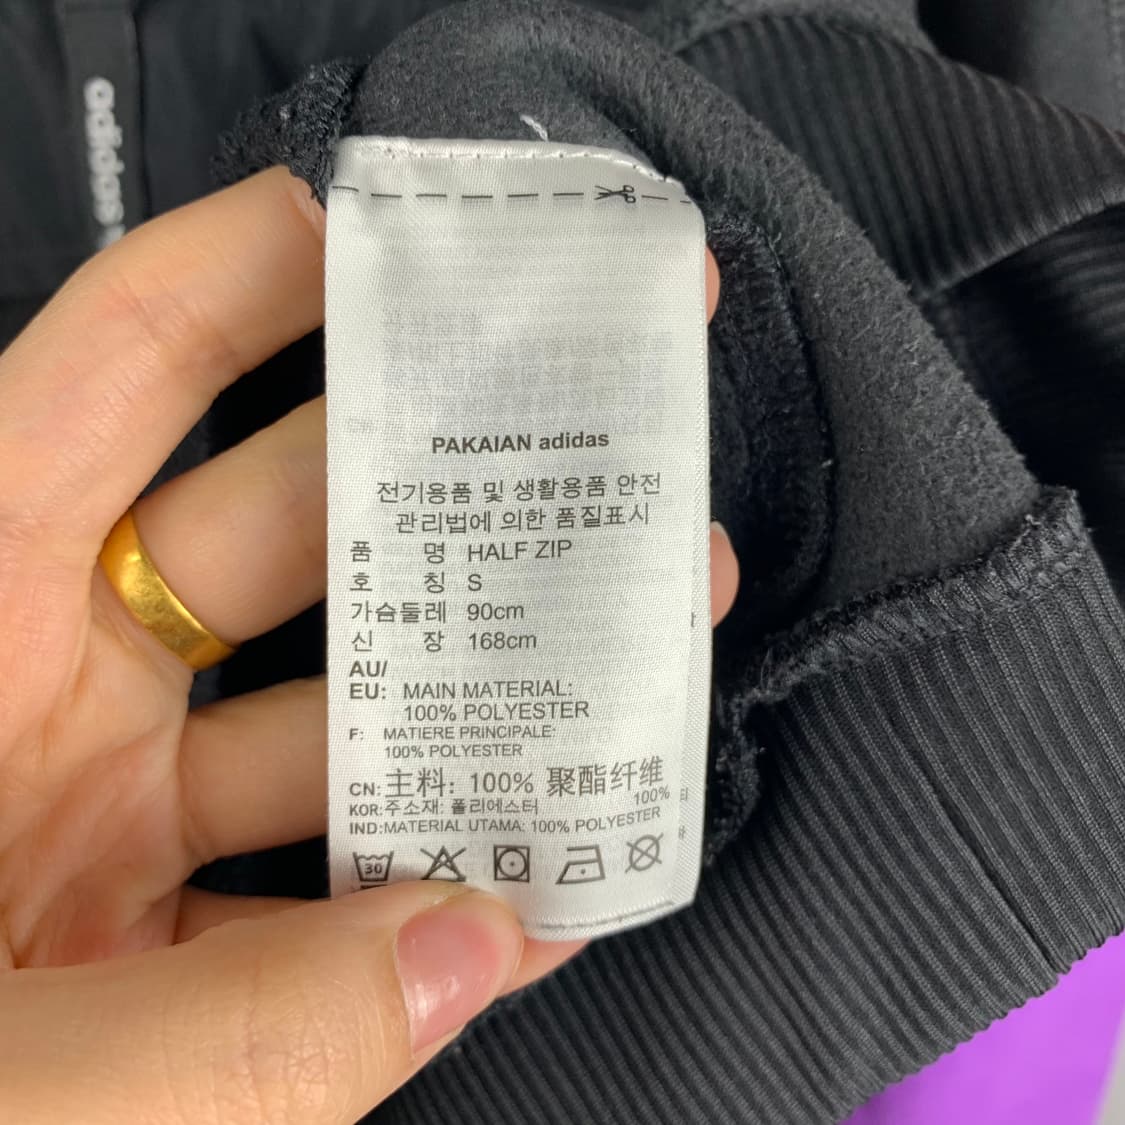 adidas
PAKAIAN adidas
전기용품 및 생활용품 안전
관리법에 의한 품질표시
품 명 HALF ZIP
호 칭 S
가슴둘레 90cm
신 장 168cm
AU/
EU: MAIN MATERIAL:
100% POLYESTER
F: MATIERE PRINCIPALE:
100% POLYESTER
CN: 主料: 100% 聚酯纤维
KOR:주소재: 폴리에스터 100%
IND:MATERIAL UTAMA: 100% POLYESTER
30